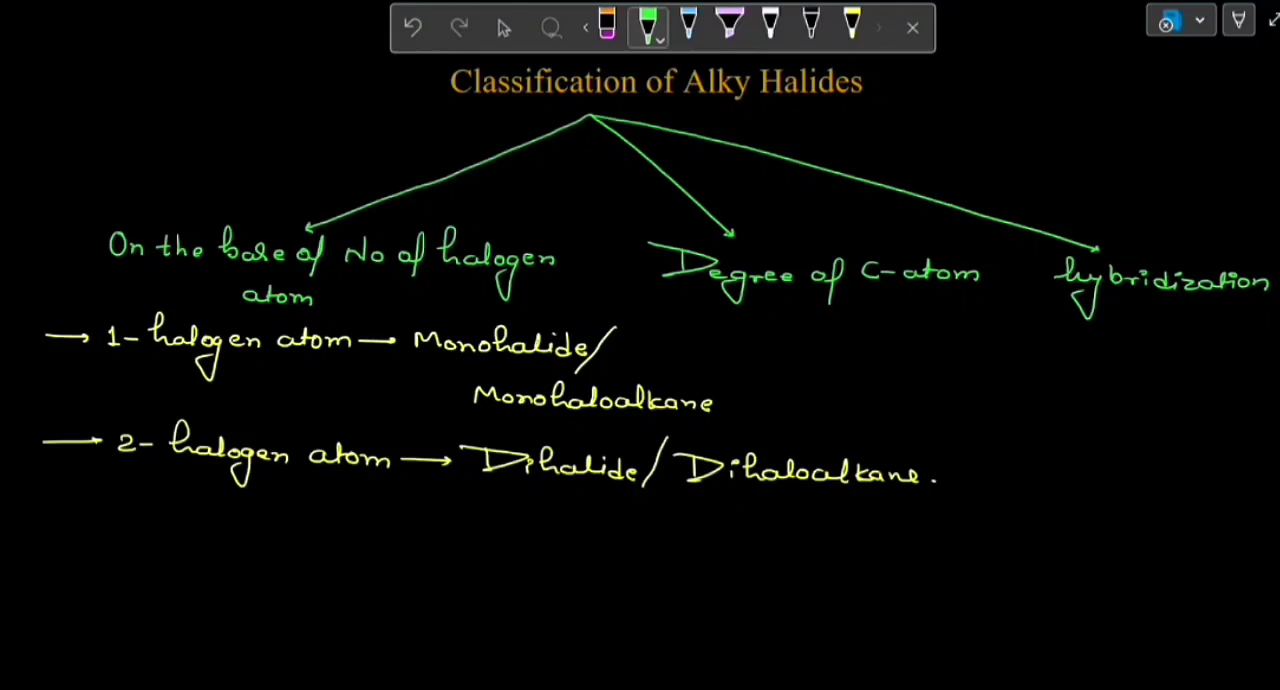 Classification of Alky Halides
On the base of No of halogen
atom
Degree of C-atom
hybridization
→ 1- halogen atom → Monohalide/
Monohaloalkane
→ 2- halogen atom → Dihalide/Dihaloalkane.